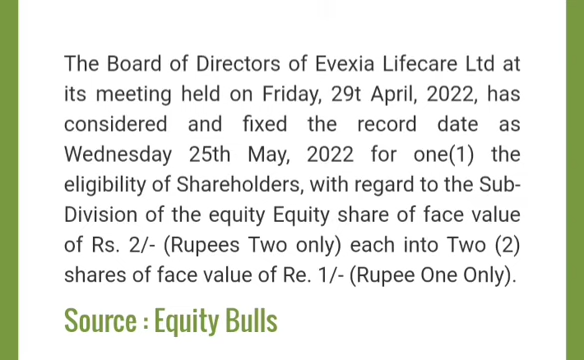 The Board of Directors of Evexia Lifecare Ltd at
its meeting held on Friday, 29t April, 2022, has
considered and fixed the record date as
Wednesday 25th May, 2022 for one(1) the
eligibility of Shareholders, with regard to the Sub-
Division of the equity Equity share of face value
of Rs. 2/- (Rupees Two only) each into Two (2)
shares of face value of Re. 1/- (Rupee One Only).
Source : Equity Bulls